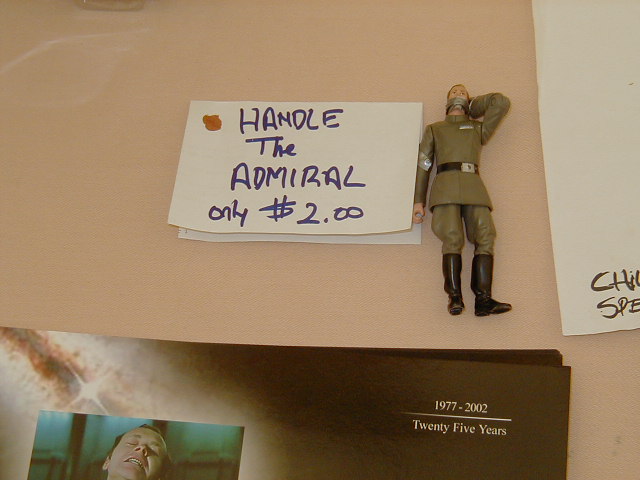 HANDLE
The
ADMIRAL
only $2.00
1977 - 2002
Twenty Five Years